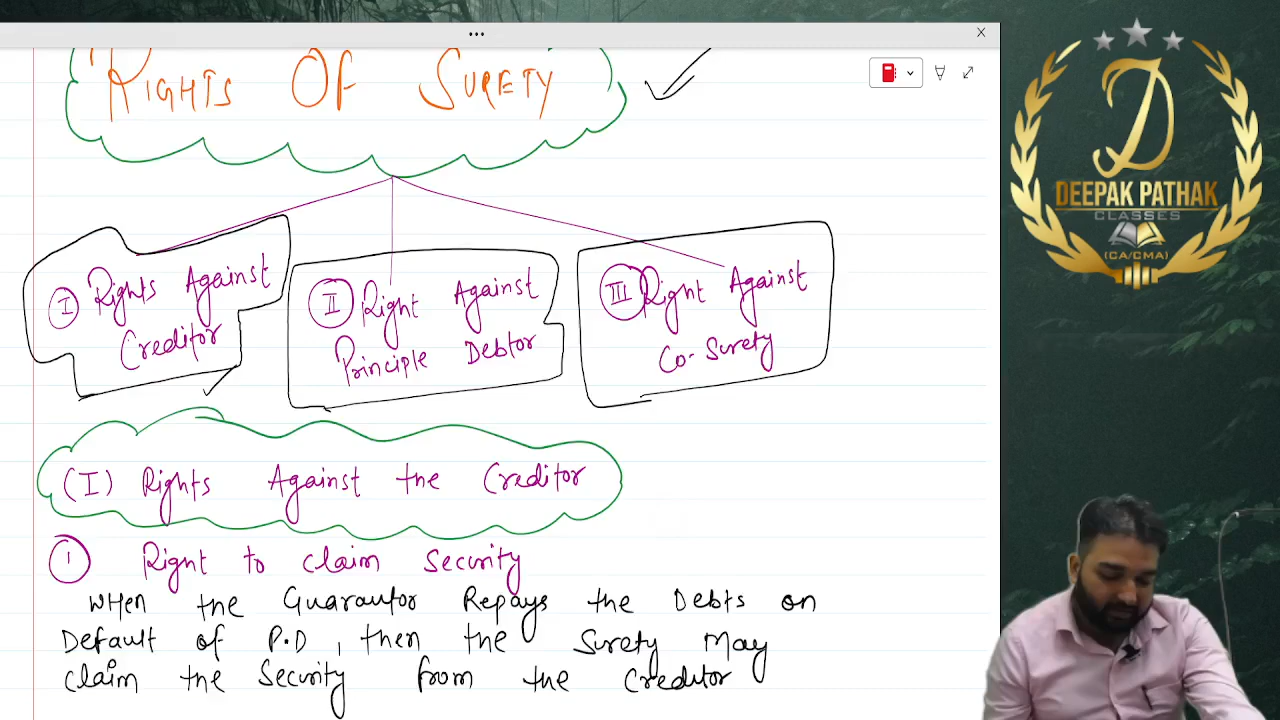 RIGHTS OF SURETY
I Rights Against
Creditor
II Right Against
Principle Debtor
III Right Against
Co-Surety
(I) Rights Against the Creditor
1 Right to claim Security
WHen the Guarantor Repays the Debts on
Default of P.D, then the Surety May
claim the Security from the Creditor
D
DEEPAK PATHAK
CLASSES
(CA/CMA)